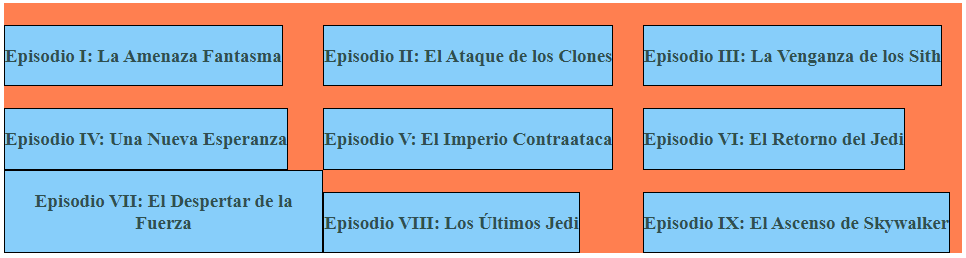 Episodio I: La Amenaza Fantasma
Episodio II: El Ataque de los Clones
Episodio III: La Venganza de los Sith
Episodio IV: Una Nueva Esperanza
Episodio V: El Imperio Contraataca
Episodio VI: El Retorno del Jedi
Episodio VII: El Despertar de la
Fuerza
Episodio VIII: Los Últimos Jedi
Episodio IX: El Ascenso de Skywalker